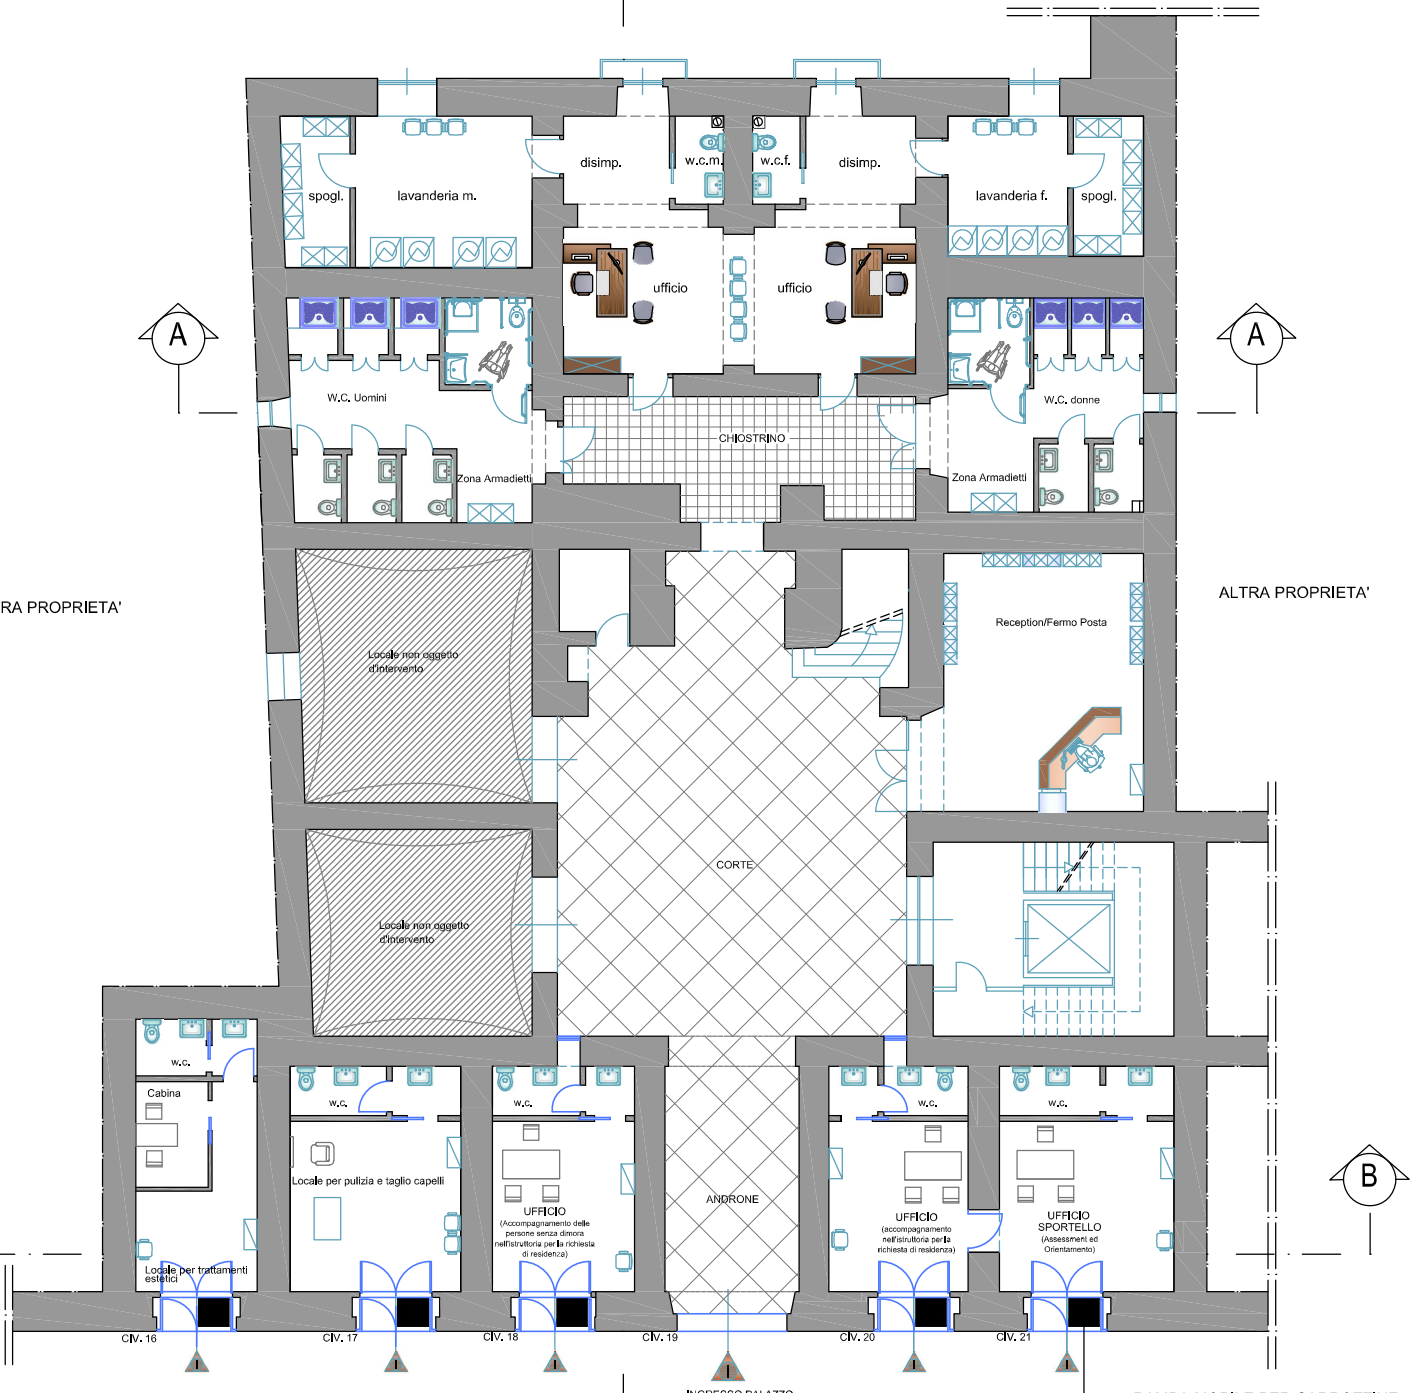 w.c.m.
w.c.f.
disimp.
disimp.
spogl.
lavanderia m.
lavanderia f.
spogl.
ufficio
ufficio
A
A
W.C. Uomini
W.C. donne
CHIOSTRINO
Zona Armadietti
Zona Armadietti
RA PROPRIETA'
ALTRA PROPRIETA'
Reception/Fermo Posta
Locale non oggetto
d'intervento
CORTE
Locale non oggetto
d'intervento
w.c.
Cabina
w.c.
w.c.
w.c.
w.c.
Locale per pulizia e taglio capelli
ANDRONE
B
UFFICIO
(Accompagnamento delle
persone senza dimora
nell'istruttoria per la richiesta
di residenza)
UFFICIO
(accompagnamento
nell'istruttoria per la
richiesta di residenza)
UFFICIO
SPORTELLO
(Assessment ed
Orientamento)
Locale per trattamenti
estetici
CIV. 16
CIV. 17
CIV. 18
CIV. 19
CIV. 20
CIV. 21
I
I
I
I
I
I
INGRESSO PALAZZO